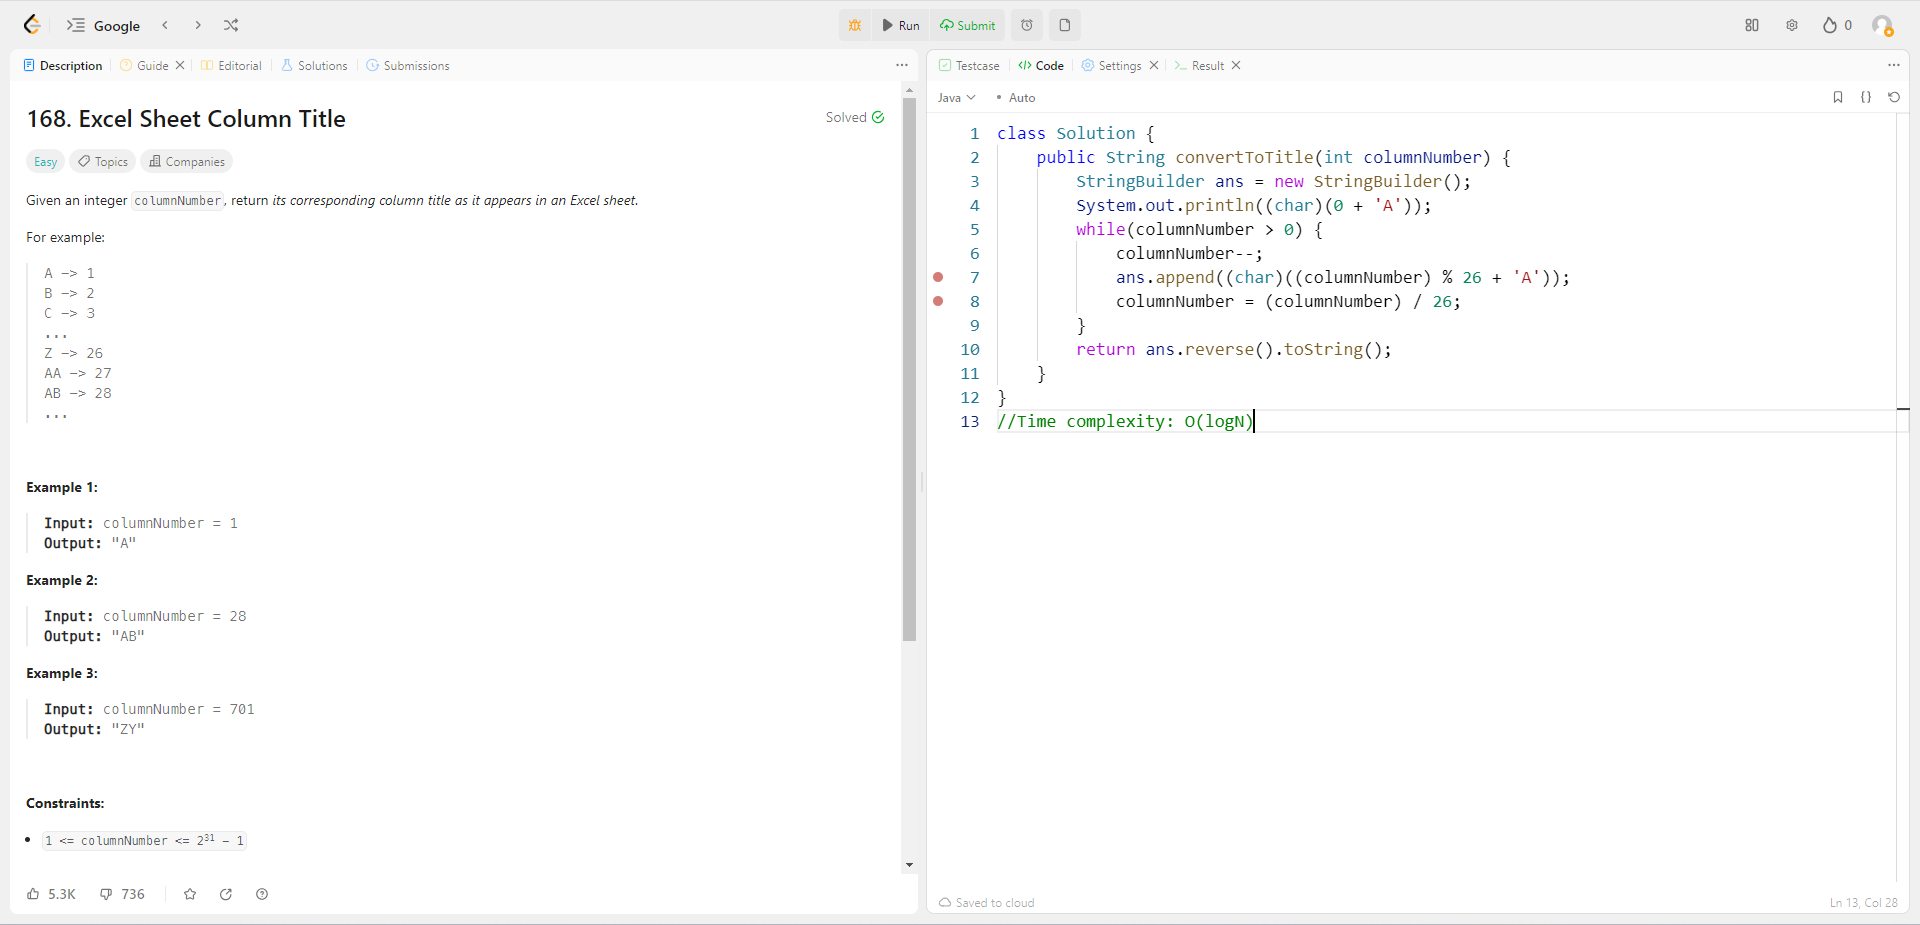 Google
Run
Submit
0
Description
Guide
Editorial
Solutions
Submissions
168. Excel Sheet Column Title
Solved
Easy
Topics
Companies
Given an integer columnNumber, return its corresponding column title as it appears in an Excel sheet.
For example:
A -> 1
B -> 2
C -> 3
...
Z -> 26
AA -> 27
AB -> 28
...
Example 1:
Input: columnNumber = 1
Output: "A"
Example 2:
Input: columnNumber = 28
Output: "AB"
Example 3:
Input: columnNumber = 701
Output: "ZY"
Constraints:
• 1 <= columnNumber <= 2³¹ - 1
5.3K
736
Testcase
Code
Settings
Result
Java
• Auto
1 class Solution {
2 public String convertToTitle(int columnNumber) {
3 StringBuilder ans = new StringBuilder();
4 System.out.println((char)(0 + 'A'));
5 while(columnNumber > 0) {
6 columnNumber--;
7 ans.append((char)((columnNumber) % 26 + 'A'));
8 columnNumber = (columnNumber) / 26;
9 }
10 return ans.reverse().toString();
11 }
12 }
13 //Time complexity: O(logN)
Saved to cloud
Ln 13, Col 28